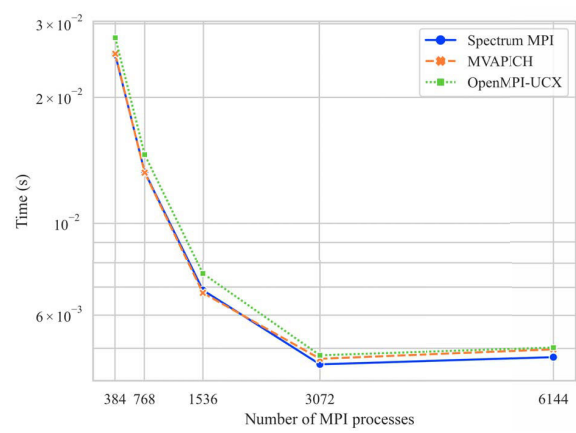 3 × 10⁻²
2 × 10⁻²
10⁻²
6 × 10⁻³
Time (s)
Spectrum MPI
MVAPICH
OpenMPI-UCX
384 768 1536 3072 6144
Number of MPI processes